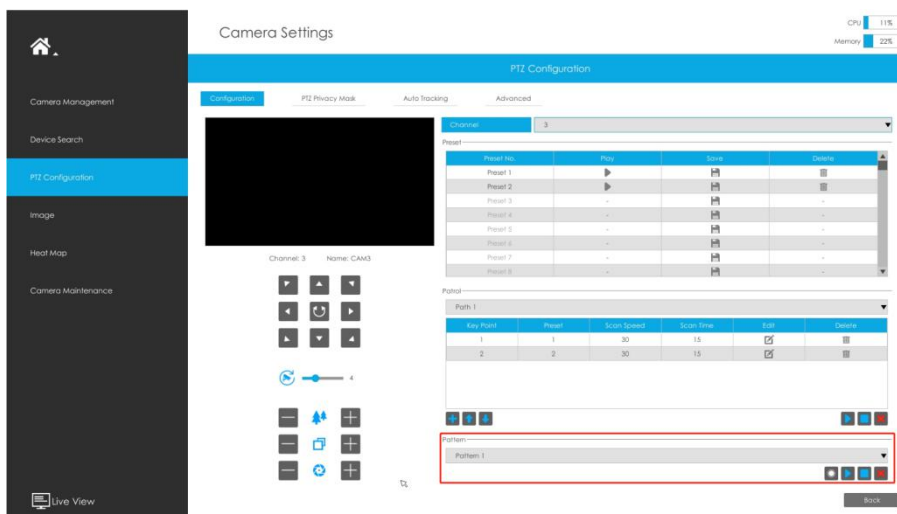 Camera Settings
CPU 11%
Memory 22%
PTZ Configuration
Camera Management
Device Search
PTZ Configuration
Image
Heat Map
Camera Maintenance
Live View
Configuration PTZ Privacy Mask Auto Tracking Advanced
Channel: 3 Name: CAM3
4
Channel 3
Preset
Preset No. Play Save Delete
Preset 1
Preset 2
Preset 3 - -
Preset 4 - -
Preset 5 - -
Preset 6 - -
Preset 7 - -
Preset 8 - -
Patrol
Path 1
Key Point Preset Scan Speed Scan Time Edit Delete
1 1 30 15
2 2 30 15
Pattern
Pattern 1
Back